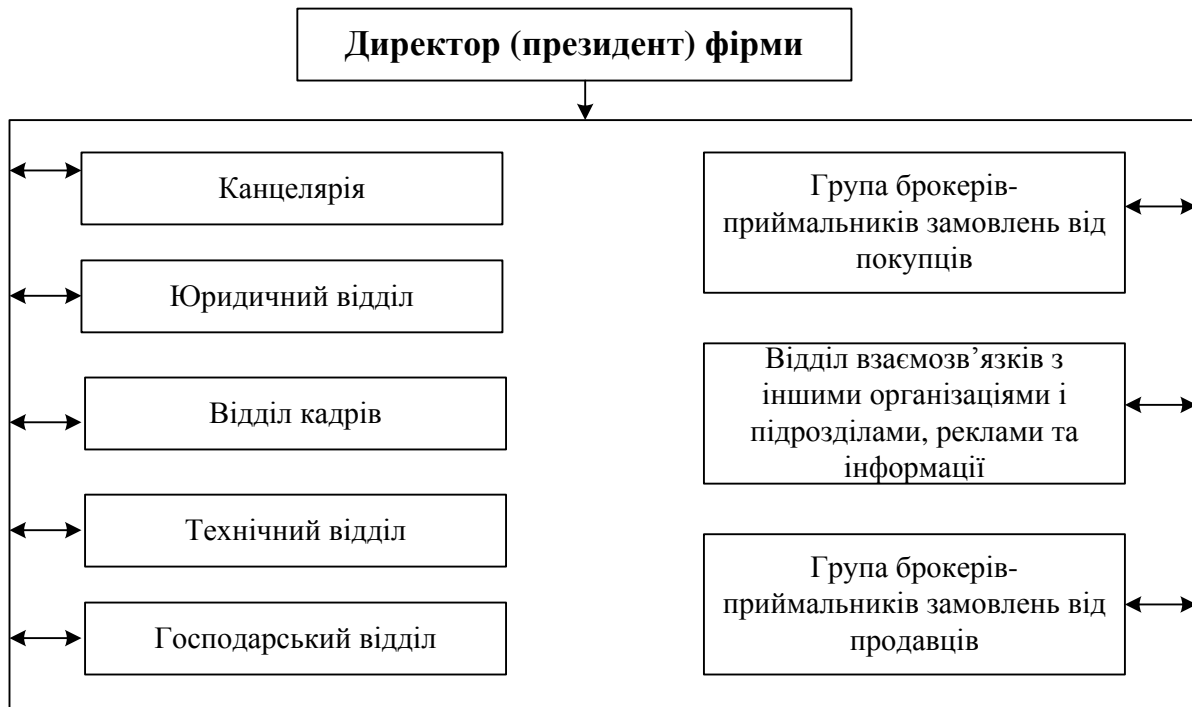 Директор (президент) фірми
Канцелярія
Юридичний відділ
Відділ кадрів
Технічний відділ
Господарський відділ
Група брокерів-
приймальників замовлень від
покупців
Відділ взаємозв’язків з
іншими організаціями і
підрозділами, реклами та
інформації
Група брокерів-
приймальників замовлень від
продавців